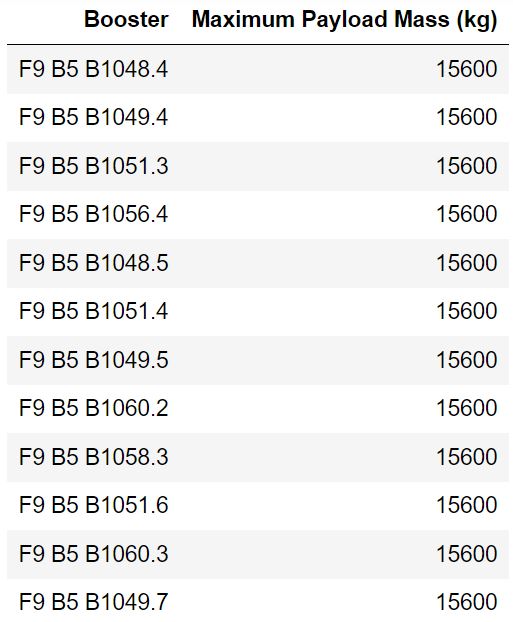 Booster Maximum Payload Mass (kg)
F9 B5 B1048.4 15600
F9 B5 B1049.4 15600
F9 B5 B1051.3 15600
F9 B5 B1056.4 15600
F9 B5 B1048.5 15600
F9 B5 B1051.4 15600
F9 B5 B1049.5 15600
F9 B5 B1060.2 15600
F9 B5 B1058.3 15600
F9 B5 B1051.6 15600
F9 B5 B1060.3 15600
F9 B5 B1049.7 15600